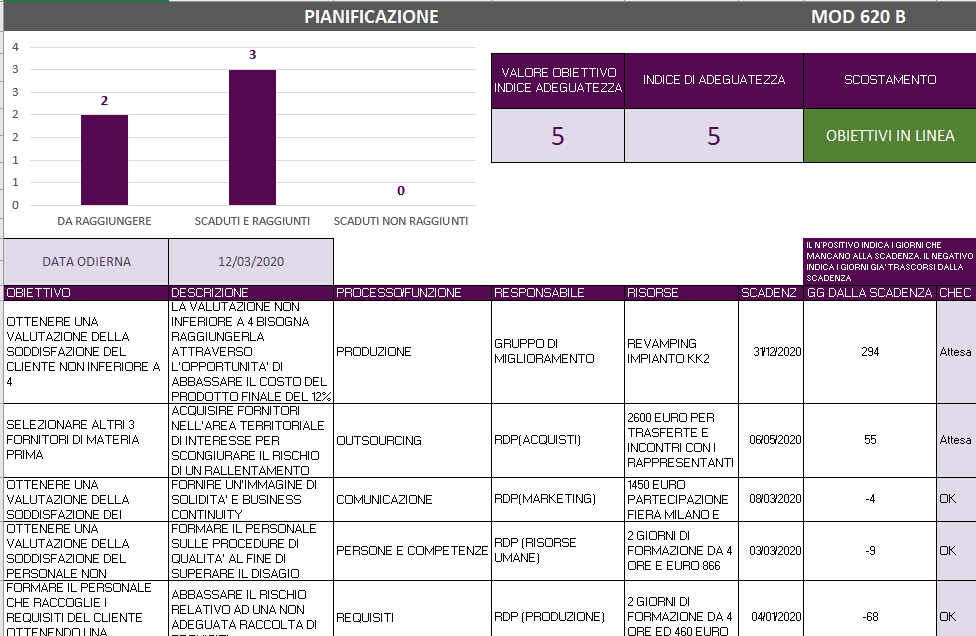 PIANIFICAZIONE
MOD 620 B
4
3
3
2
2
1
1
0
2
3
0
DA RAGGIUNGERE
SCADUTI E RAGGIUNTI
SCADUTI NON RAGGIUNTI
VALORE OBIETTIVO
INDICE ADEGUATEZZA
INDICE DI ADEGUATEZZA
SCOSTAMENTO
5
5
OBIETTIVI IN LINEA
DATA ODIERNA
12/03/2020
IL N°POSITIVO INDICA I GIORNI CHE
MANCANO ALLA SCADENZA. IL NEGATIVO
INDICA I GIORNI GIA' TRASCORSI DALLA
SCADENZA
OBIETTIVO
DESCRIZIONE
PROCESSO/FUNZIONE
RESPONSABILE
RISORSE
SCADENZ
GG DALLA SCADENZA
CHEC
OTTENERE UNA
VALUTAZIONE DELLA
SODDISFAZIONE DEL
CLIENTE NON INFERIORE A
4
LA VALUTAZIONE NON
INFERIORE A 4 BISOGNA
RAGGIUNGERLA
ATTRAVERSO
L'OPPORTUNITA' DI
ABBASSARE IL COSTO DEL
PRODOTTO FINALE DEL 12%
PRODUZIONE
GRUPPO DI
MIGLIORAMENTO
REVAMPING
IMPIANTO KK2
31/12/2020
294
Attesa
SELEZIONARE ALTRI 3
FORNITORI DI MATERIA
PRIMA
ACQUISIRE FORNITORI
NELL'AREA TERRITORIALE
DI INTERESSE PER
SCONGIURARE IL RISCHIO
DI UN RALLENTAMENTO
OUTSOURCING
RDP(ACQUISTI)
2600 EURO PER
TRASFERTE E
INCONTRI CON I
RAPPRESENTANTI
06/05/2020
55
Attesa
OTTENERE UNA
VALUTAZIONE DELLA
SODDISFAZIONE DEI
FORNIRE UN'IMMAGINE DI
SOLIDITA' E BUSINESS
CONTINUITY
COMUNICAZIONE
RDP(MARKETING)
1450 EURO
PARTECIPAZIONE
FIERA MILANO E
08/03/2020
-4
OK
OTTENERE UNA
VALUTAZIONE DELLA
SODDISFAZIONE DEL
PERSONALE NON
FORMARE IL PERSONALE
SULLE PROCEDURE DI
QUALITA' AL FINE DI
SUPERARE IL DISAGIO
PERSONE E COMPETENZE
RDP (RISORSE
UMANE)
2 GIORNI DI
FORMAZIONE DA 4
ORE E EURO 866
03/03/2020
-9
OK
FORMARE IL PERSONALE
CHE RACCOGLIE I
REQUISITI DEL CLIENTE
OTTENENDO UNA
ABBASSARE IL RISCHIO
RELATIVO AD UNA NON
ADEGUATA RACCOLTA DI
REQUISITI
RDP (PRODUZIONE)
2 GIORNI DI
FORMAZIONE DA 4
ORE ED 460 EURO
04/01/2020
-68
OK